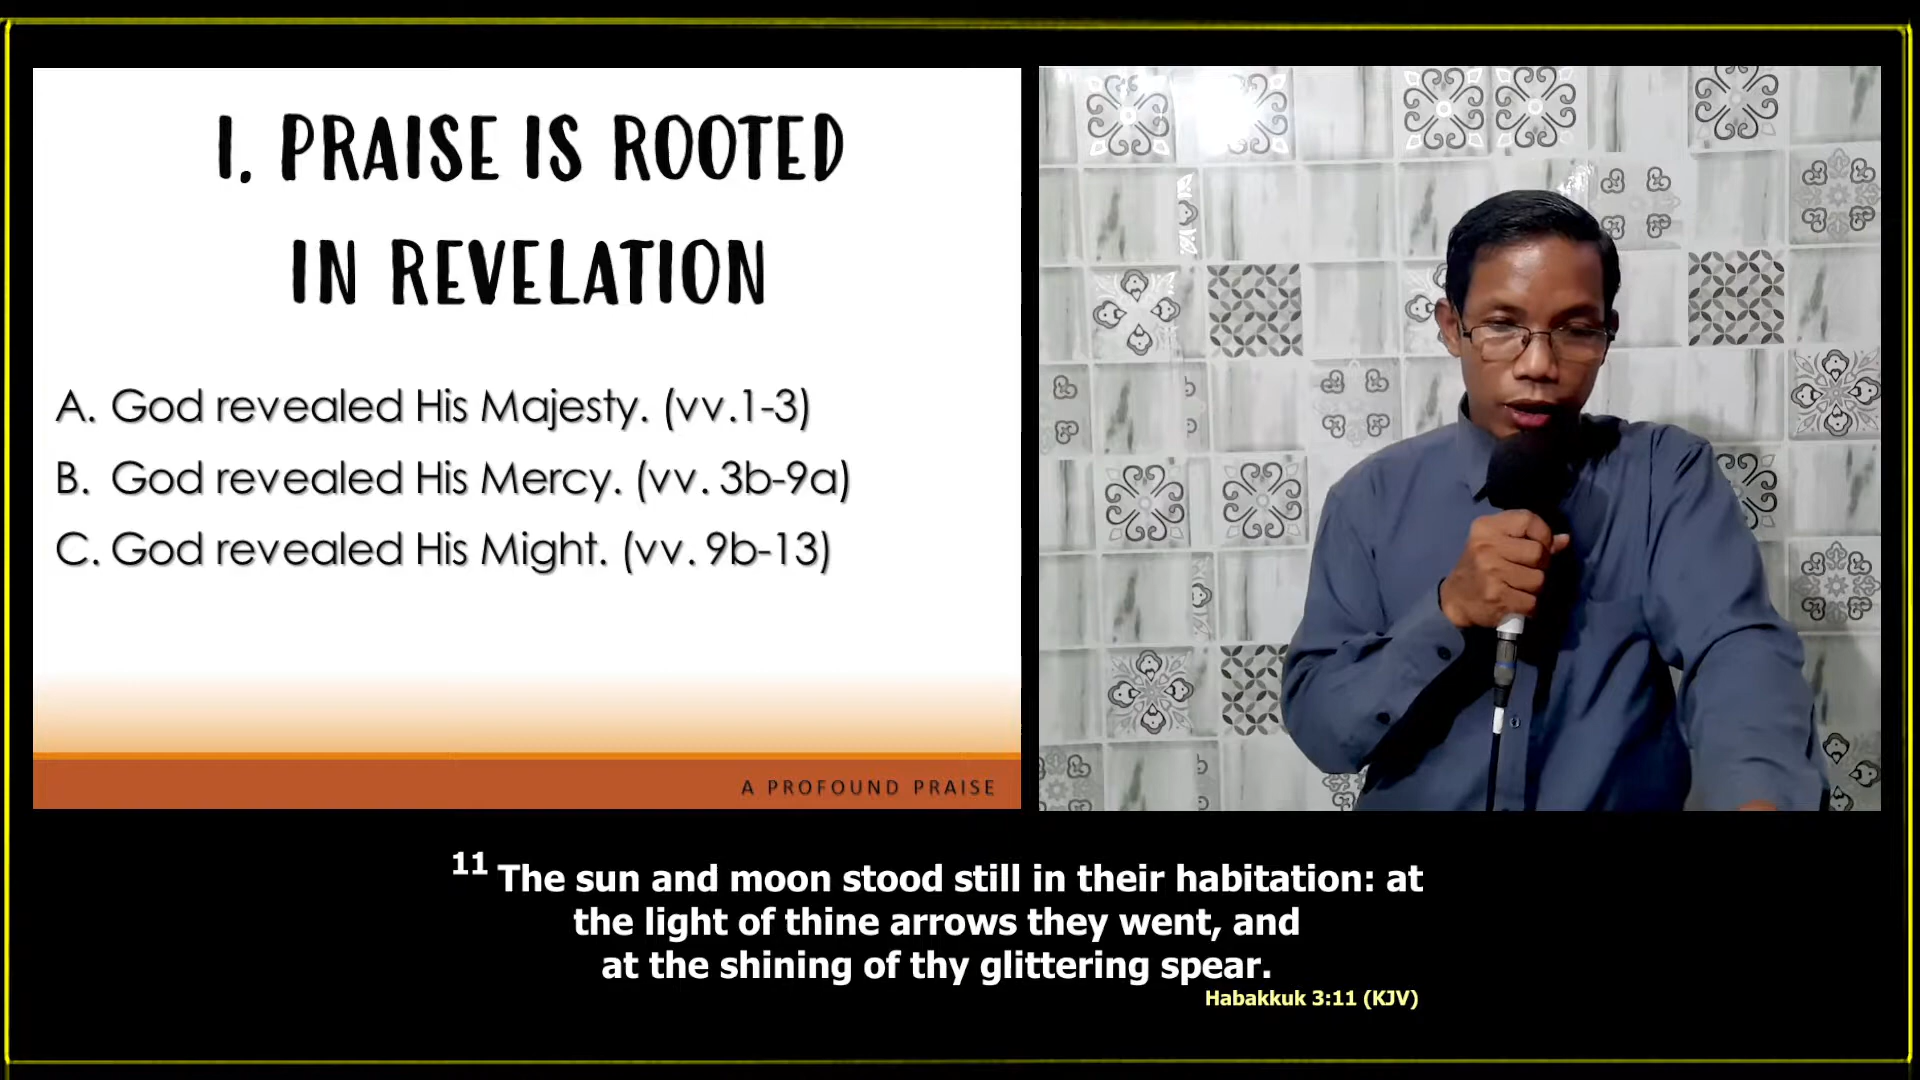 I. PRAISE IS ROOTED
IN REVELATION
A. God revealed His Majesty. (vv.1-3)
B. God revealed His Mercy. (vv. 3b-9a)
C. God revealed His Might. (vv. 9b-13)
A PROFOUND PRAISE
11 The sun and moon stood still in their habitation: at
the light of thine arrows they went, and
at the shining of thy glittering spear.
Habakkuk 3:11 (KJV)